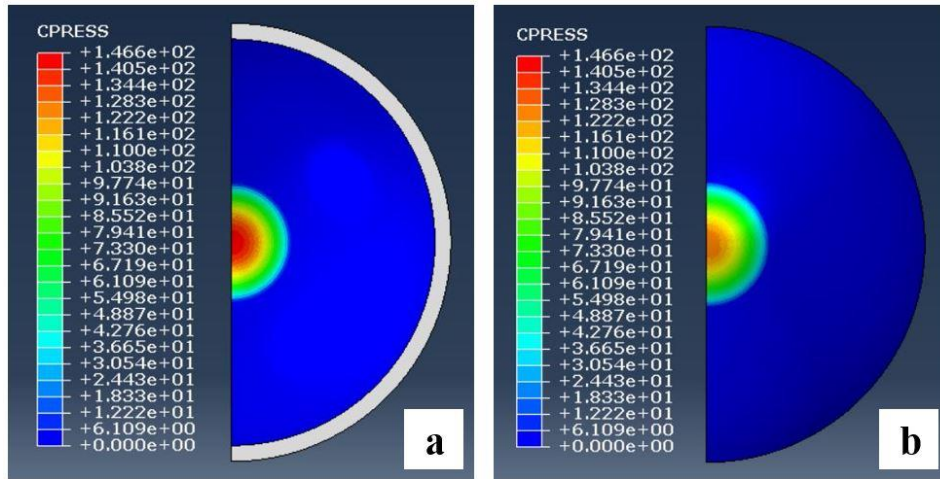 CPRESS
+1.466e+02
+1.405e+02
+1.344e+02
+1.283e+02
+1.222e+02
+1.161e+02
+1.100e+02
+1.038e+02
+9.774e+01
+9.163e+01
+8.552e+01
+7.941e+01
+7.330e+01
+6.719e+01
+6.109e+01
+5.498e+01
+4.887e+01
+4.276e+01
+3.665e+01
+3.054e+01
+2.443e+01
+1.833e+01
+1.222e+01
+6.109e+00
+0.000e+00
a
CPRESS
+1.466e+02
+1.405e+02
+1.344e+02
+1.283e+02
+1.222e+02
+1.161e+02
+1.100e+02
+1.038e+02
+9.774e+01
+9.163e+01
+8.552e+01
+7.941e+01
+7.330e+01
+6.719e+01
+6.109e+01
+5.498e+01
+4.887e+01
+4.276e+01
+3.665e+01
+3.054e+01
+2.443e+01
+1.833e+01
+1.222e+01
+6.109e+00
+0.000e+00
b